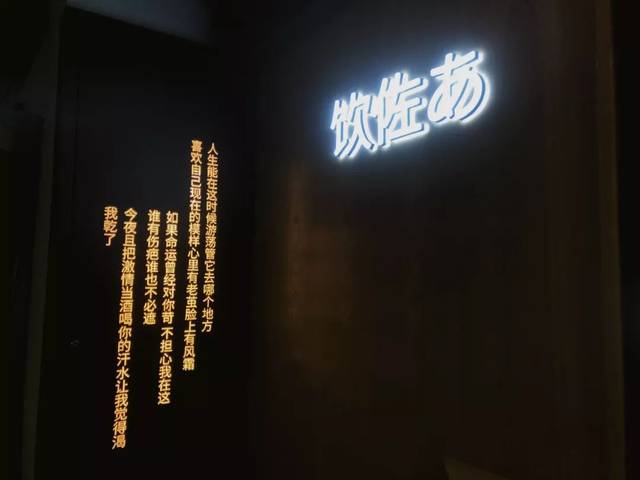 饮佐あ
人生能在这时候游荡管它去哪个地方
喜欢自己现在的模样心里有老茧脸上有风霜
如果命运曾经对你苛 不担心我在这
谁有伤疤谁也不必遮
今夜且把激情当酒喝 你的汗水让我觉得渴
我乾了